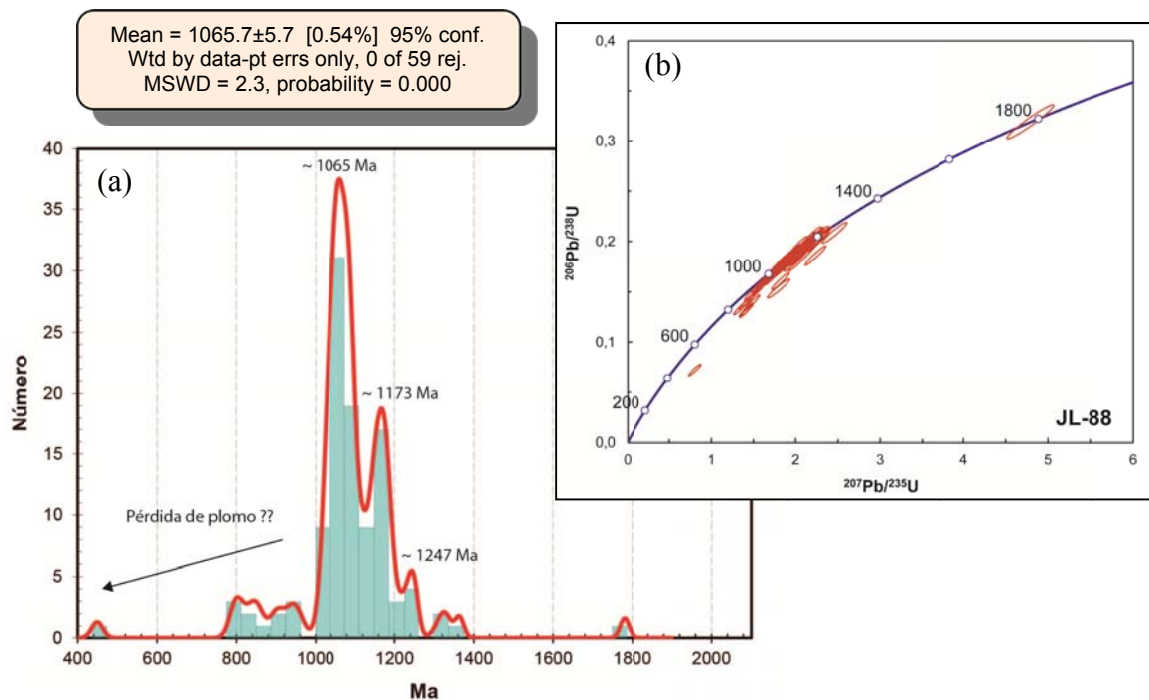 Mean = 1065.7±5.7 [0.54%] 95% conf.
Wtd by data-pt errs only, 0 of 59 rej.
MSWD = 2.3, probability = 0.000
(a)
Número
40
35
30
25
20
15
10
5
0
~ 1065 Ma
~ 1173 Ma
~ 1247 Ma
Pérdida de plomo ??
400 600 800 1000 1200 1400 1600 1800 2000
Ma
(b)
²⁰⁶Pb/²³⁸U
0,4
0,3
0,2
0,1
0,0
1800
1400
1000
600
200
JL-88
0 1 2 3 4 5 6
²⁰⁷Pb/²³⁵U